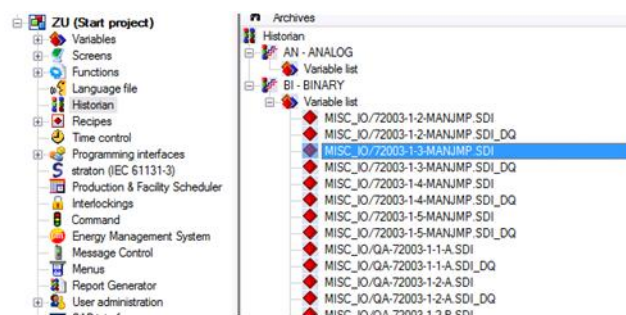 ZU (Start project)
Variables
Screens
Functions
Language file
Historian
Recipes
Time control
Programming interfaces
straton (IEC 61131-3)
Production & Facility Scheduler
Interlockings
Command
Energy Management System
Message Control
Menus
Report Generator
User administration
Archives
Historian
AN - ANALOG
Variable list
BI - BINARY
Variable list
MISC_IO/72003-1-2-MANJMP.SDI
MISC_IO/72003-1-2-MANJMP.SDI_DQ
MISC_IO/72003-1-3-MANJMP.SDI
MISC_IO/72003-1-3-MANJMP.SDI_DQ
MISC_IO/72003-1-4-MANJMP.SDI
MISC_IO/72003-1-4-MANJMP.SDI_DQ
MISC_IO/72003-1-5-MANJMP.SDI
MISC_IO/72003-1-5-MANJMP.SDI_DQ
MISC_IO/QA-72003-1-1-A.SDI
MISC_IO/QA-72003-1-1-A.SDI_DQ
MISC_IO/QA-72003-1-2-A.SDI
MISC_IO/QA-72003-1-2-A.SDI_DQ
MISC_IO/QA-72003-1-2-B.SDI